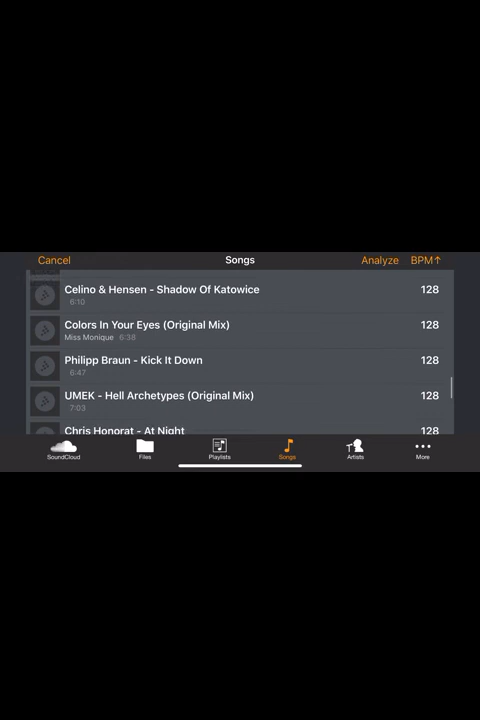 Cancel Songs Analyze BPM↑
Celino & Hensen - Shadow Of Katowice 128
6:10
Colors In Your Eyes (Original Mix) 128
Miss Monique 6:38
Philipp Braun - Kick It Down 128
6:47
UMEK - Hell Archetypes (Original Mix) 128
7:03
Chris Honorat - At Night 128
SoundCloud Files Playlists Songs Artists More